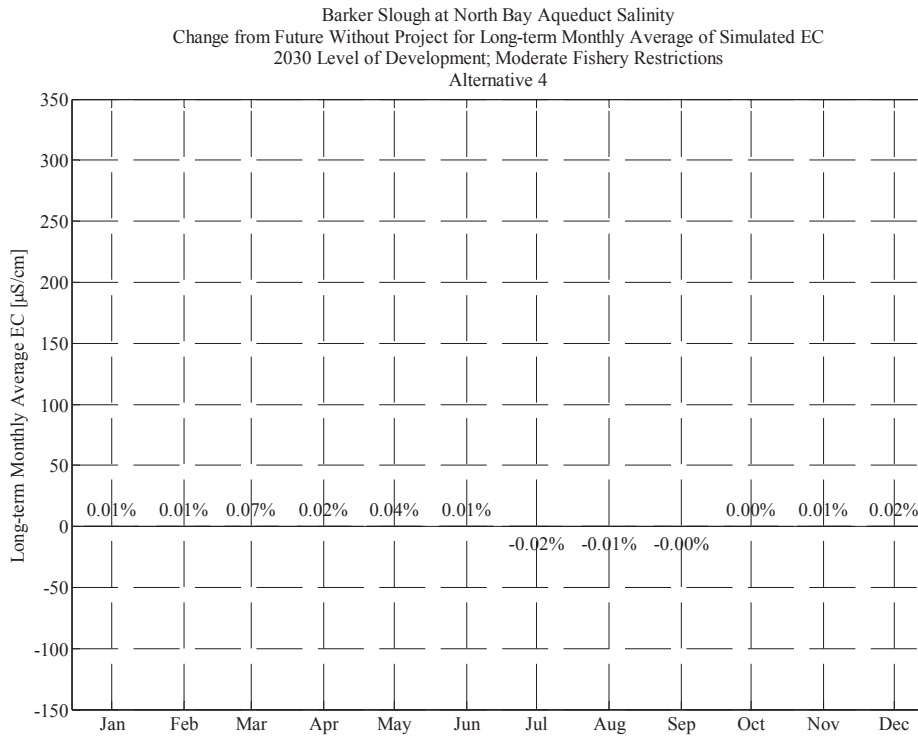 Barker Slough at North Bay Aqueduct Salinity
Change from Future Without Project for Long-term Monthly Average of Simulated EC
2030 Level of Development; Moderate Fishery Restrictions
Alternative 4
Long-term Monthly Average EC [µS/cm]
350
300
250
200
150
100
50
0
-50
-100
-150
0.01% 0.01% 0.07% 0.02% 0.04% 0.01% 0.00% 0.01% 0.02%
-0.02% -0.01% -0.00%
Jan Feb Mar Apr May Jun Jul Aug Sep Oct Nov Dec